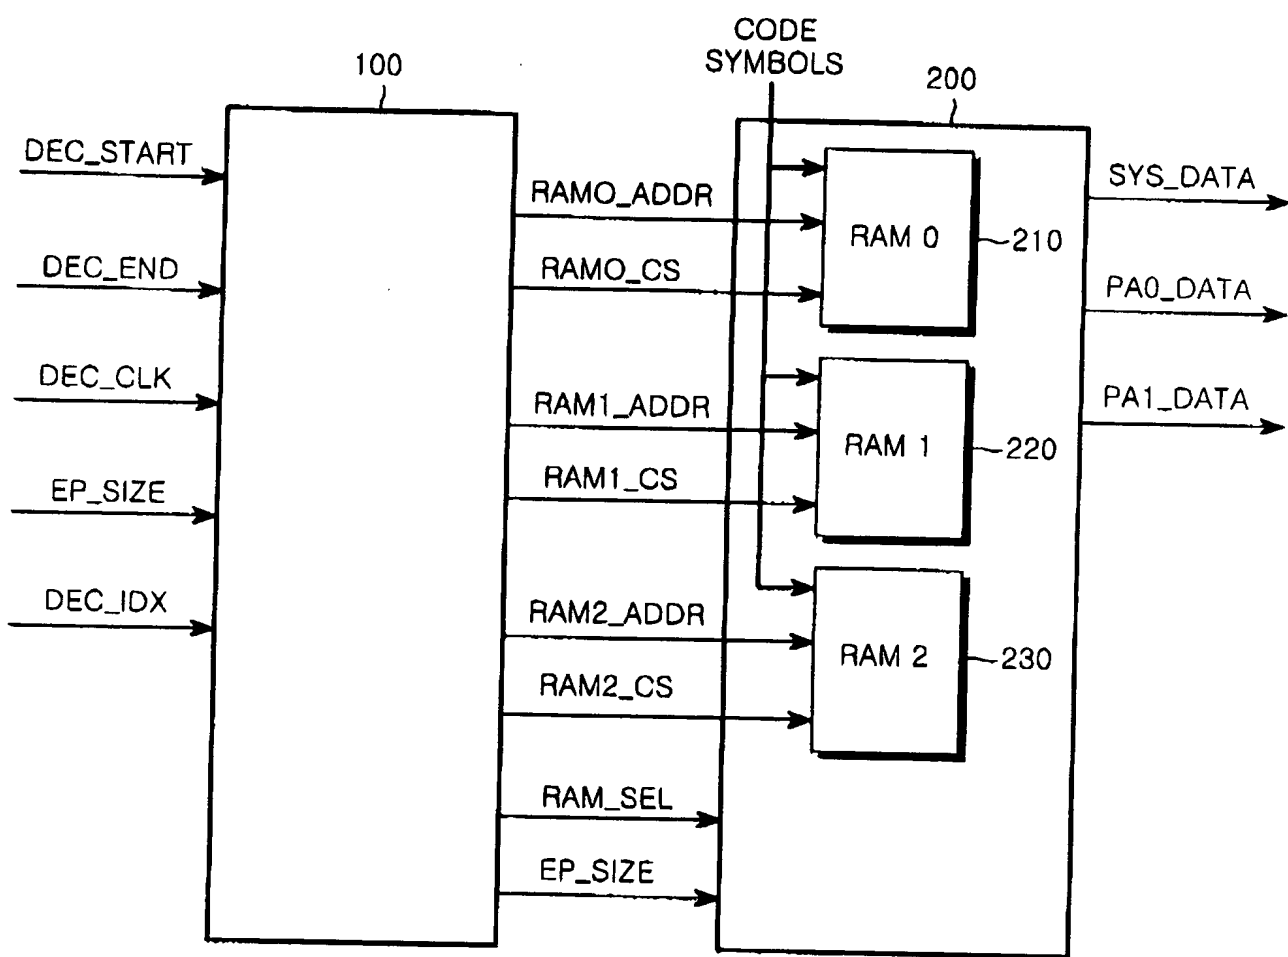 CODE
SYMBOLS
100
200
DEC_START
DEC_END
DEC_CLK
EP_SIZE
DEC_IDX
RAMO_ADDR
RAMO_CS
RAM1_ADDR
RAM1_CS
RAM2_ADDR
RAM2_CS
RAM_SEL
EP_SIZE
RAM 0
210
RAM 1
220
RAM 2
230
SYS_DATA
PA0_DATA
PA1_DATA